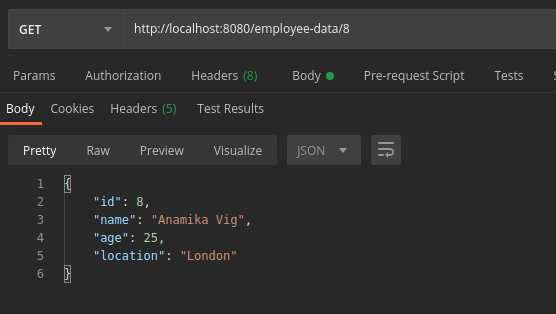 GET http://localhost:8080/employee-data/8
Params Authorization Headers (8) Body Pre-request Script Tests
Body Cookies Headers (5) Test Results
Pretty Raw Preview Visualize JSON
1 {
2 "id": 8,
3 "name": "Anamika Vig",
4 "age": 25,
5 "location": "London"
6 }